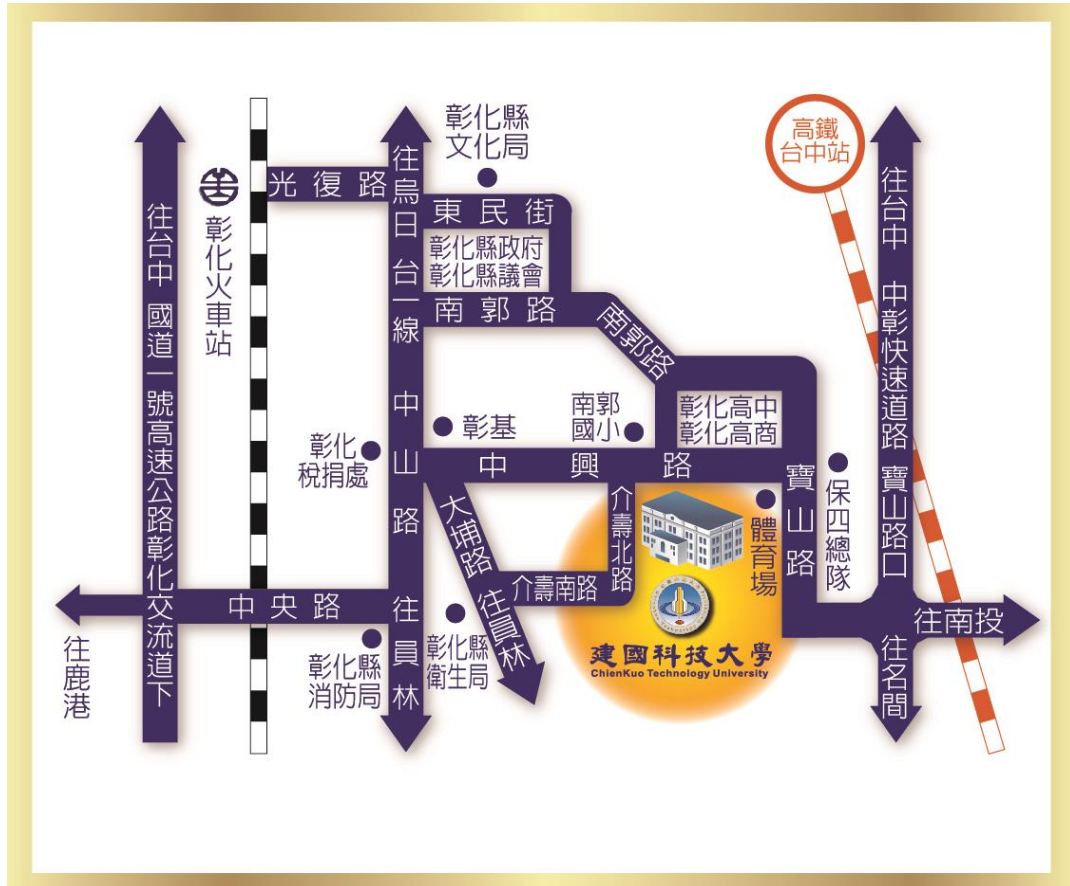 往台中 國道一號高速公路彰化交流道下
彰化火車站
光復路
往烏日 台一線 中山路 往員林
彰化縣
文化局
東民街
彰化縣政府
彰化縣議會
南郭路
南郭路
高鐵
台中站
往台中 中彰快速道路 寶山路口
彰化
稅捐處
彰基
南郭
國小
彰化高中
彰化高商
中興路
大埔路 往員林
介壽北路
介壽南路
體育場
寶山路
保四總隊
中央路
往鹿港
彰化縣
消防局
彰化縣
衛生局
建國科技大學
ChienKuo Technology University
往南投
往名間